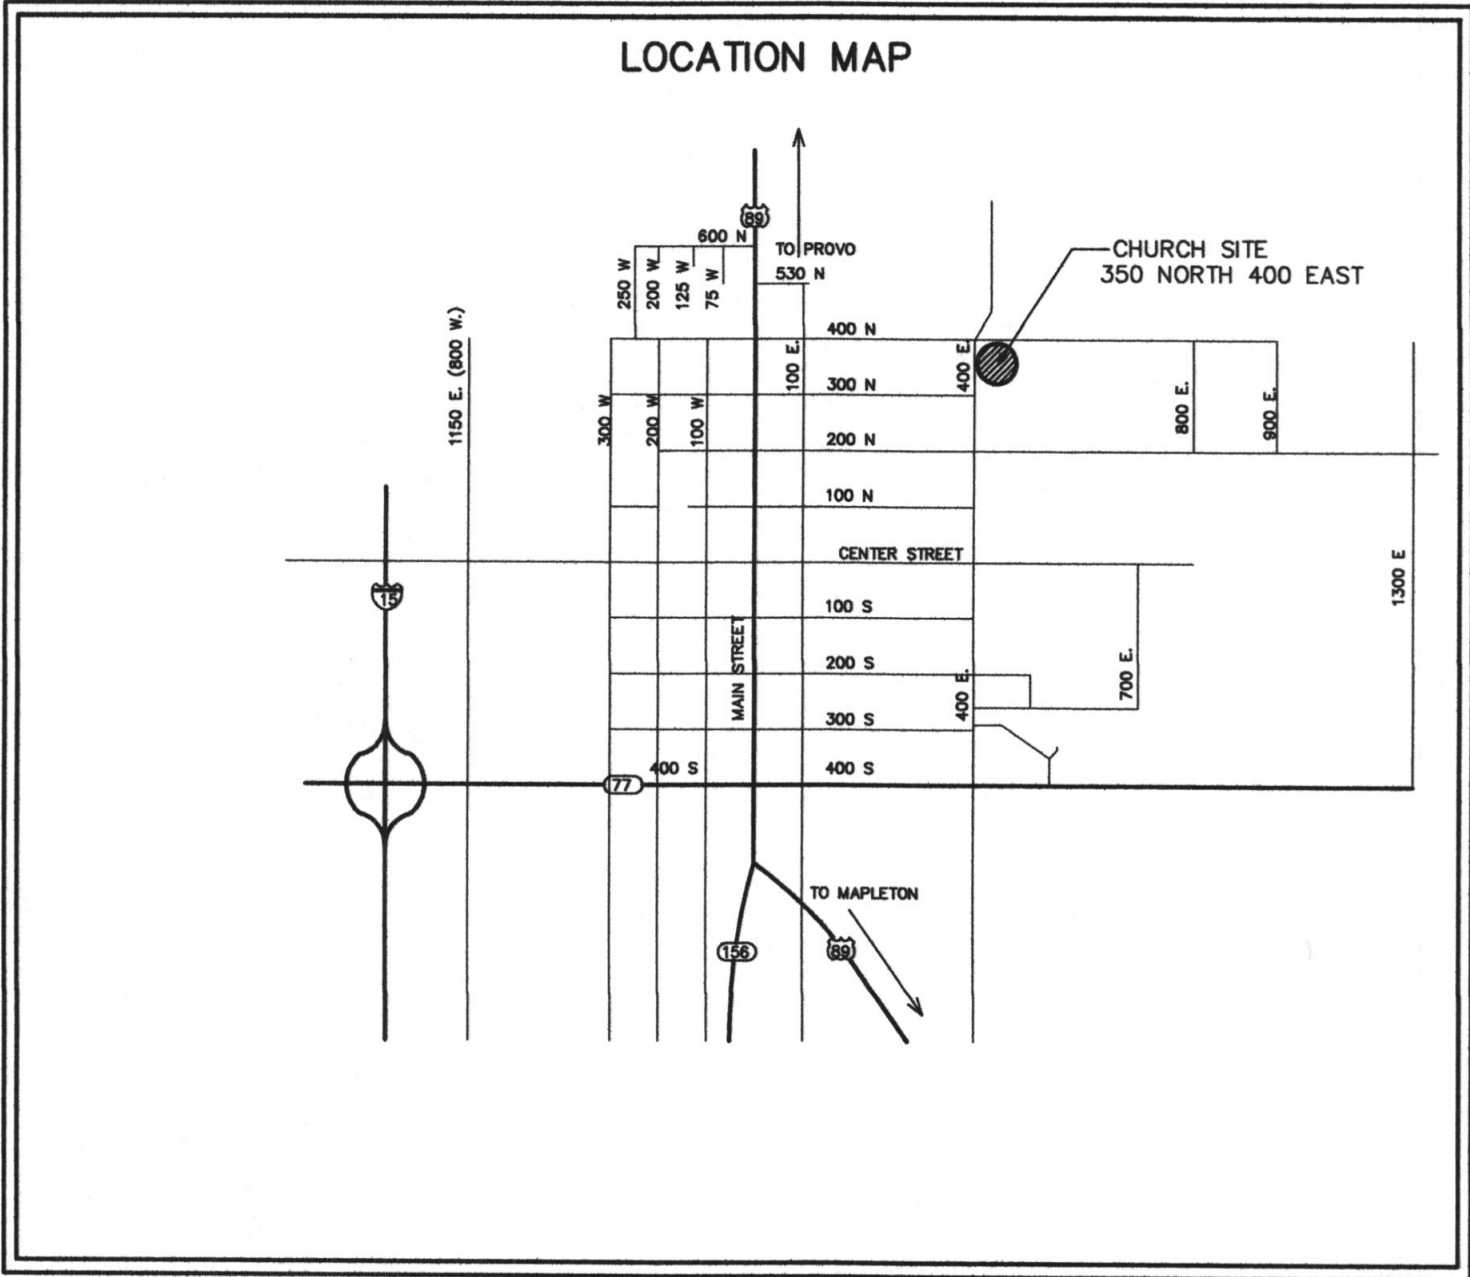 LOCATION MAP
89
600 N
TO PROVO
530 N
CHURCH SITE
350 NORTH 400 EAST
250 W
200 W
125 W
75 W
1150 E. (800 W.)
400 N
100 E.
400 E.
300 N
800 E.
900 E.
300 W
200 W
100 W
200 N
100 N
CENTER STREET
1300 E
15
100 S
MAIN STREET
200 S
400 E.
700 E.
300 S
77
400 S
400 S
TO MAPLETON
156
89